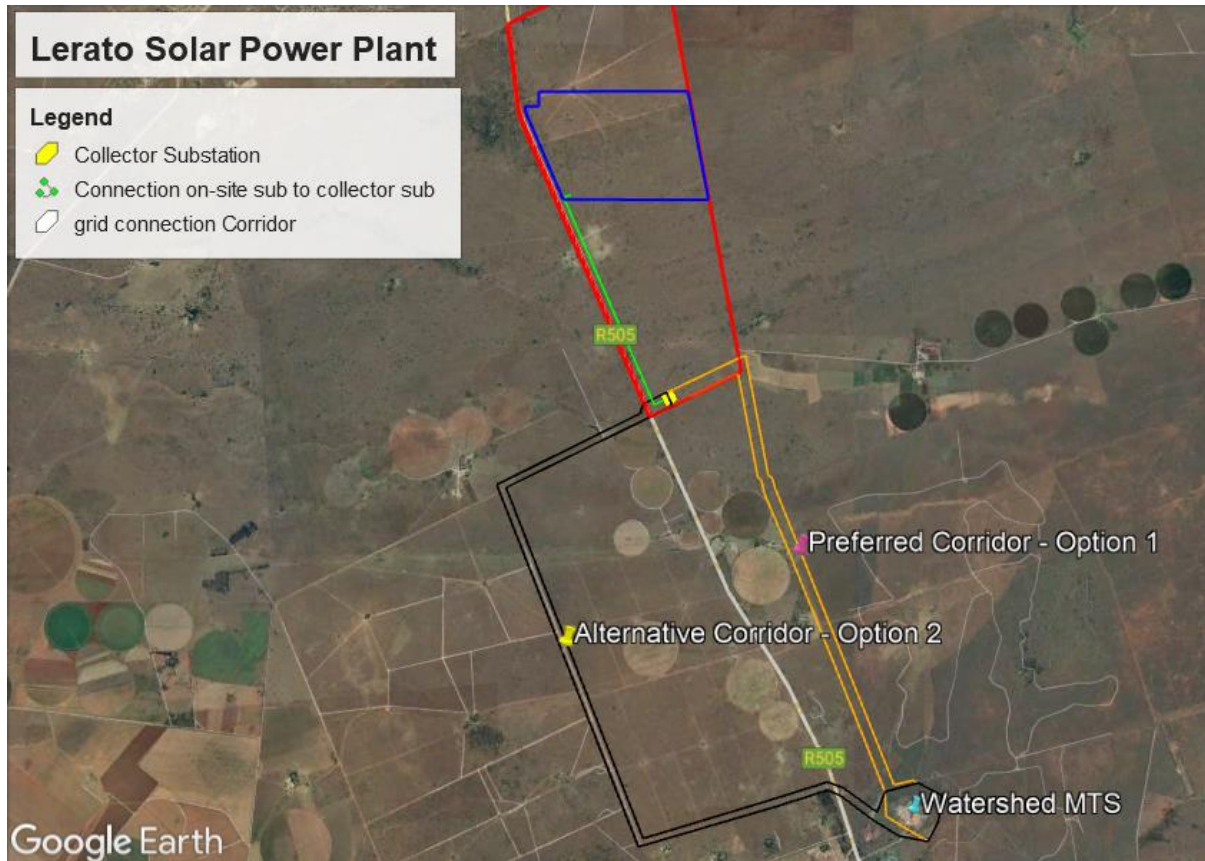 Lerato Solar Power Plant
Legend
Collector Substation
Connection on-site sub to collector sub
grid connection Corridor
R505
Preferred Corridor - Option 1
Alternative Corridor - Option 2
R505
Watershed MTS
Google Earth